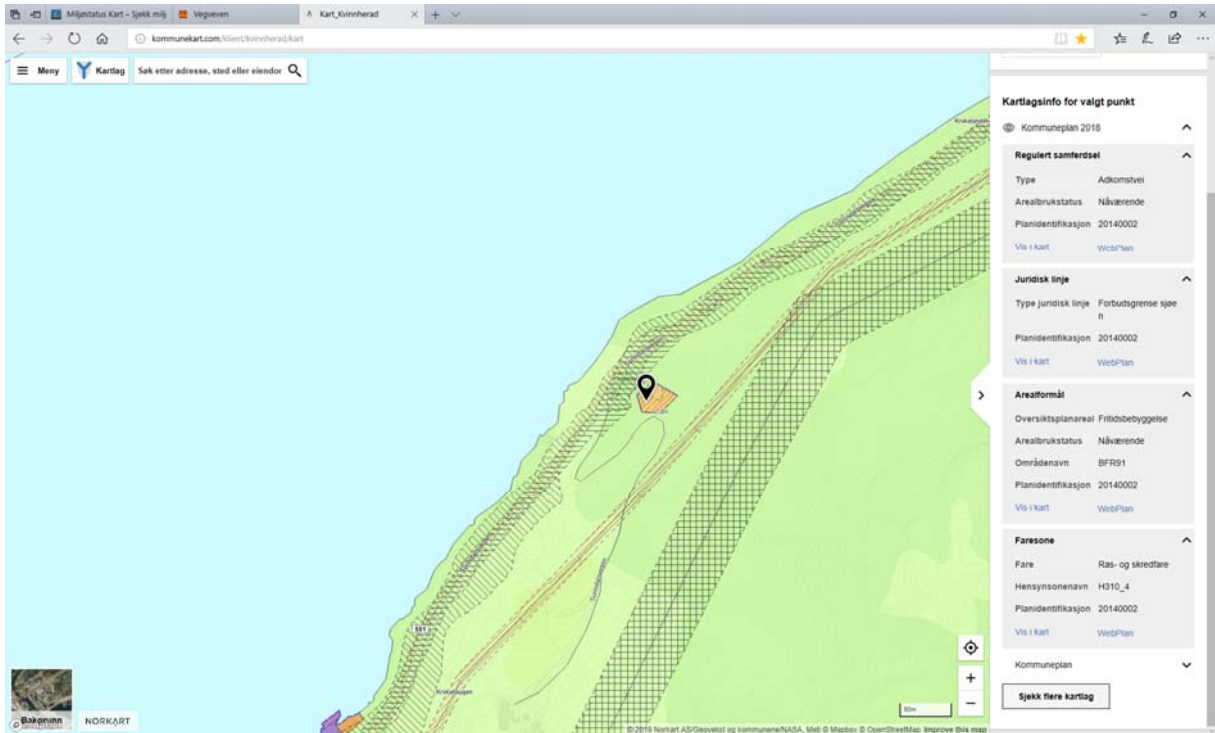 Miljøstatus Kart – Sjekk milj
Vegveven
Kart_Kvinnherad
kommunekart.com/klient/kvinnherad/kart
Meny
Kartlag
Søk etter adresse, sted eller eiendor
Kartlagsinfo for valgt punkt
Kommuneplan 2018
Regulert samferdsel
Type Adkomstvei
Arealbrukstatus Nåværende
Planidentifikasjon 20140002
Vis i kart WebPlan
Juridisk linje
Type juridisk linje Forbudsgrense sjøe
n
Planidentifikasjon 20140002
Vis i kart WebPlan
Arealformål
Oversiktsplanareal Fritidsbebyggelse
Arealbrukstatus Nåværende
Områdenavn BFR91
Planidentifikasjon 20140002
Vis i kart WebPlan
Faresone
Fare Ras- og skredfare
Hensynsonenavn H310_4
Planidentifikasjon 20140002
Vis i kart WebPlan
Kommuneplan
Sjekk flere kartlag
551
50m
Bakgrunn
NORKART
© 2019 Norkart AS/Geovekst og kommunene/NASA, Meti © Mapbox © OpenStreetMap Improve this map